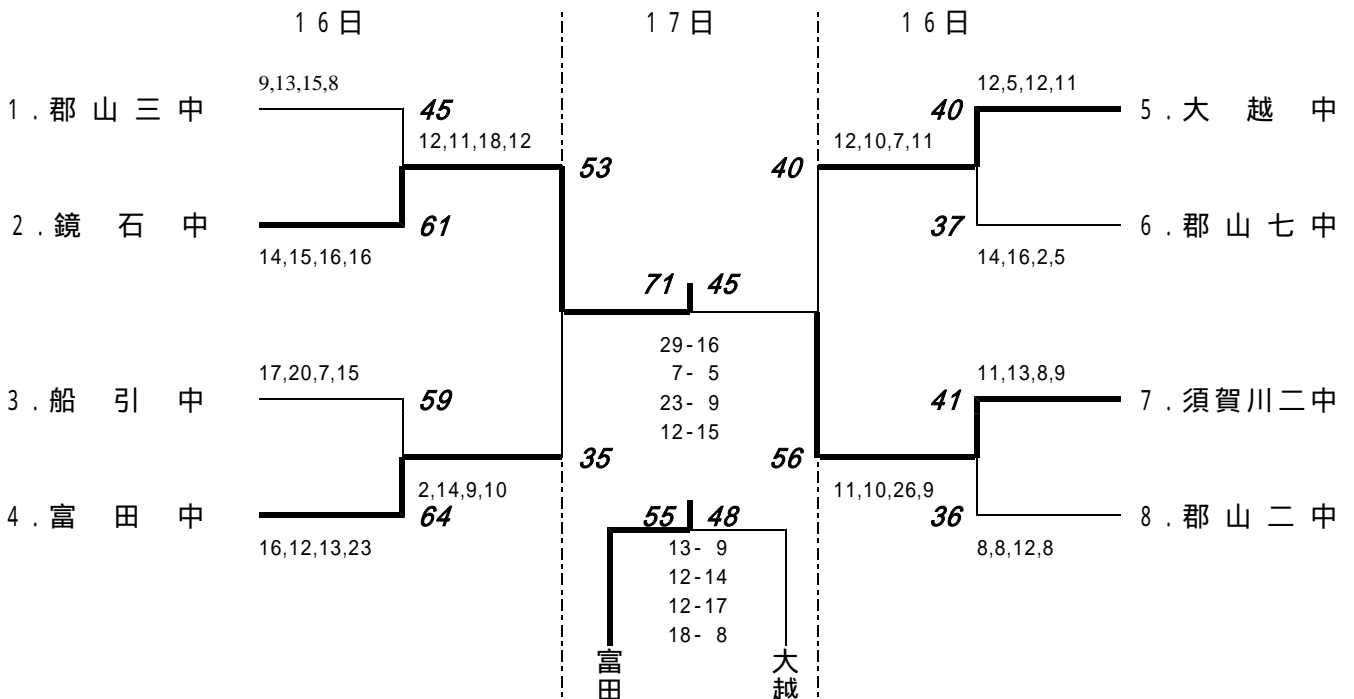 16日 17日 16日
9,13,15,8 12,5,12,11
1.郡山三中 45 40 5.大越中
12,11,18,12 12,10,7,11
53 40
2.鏡石中 61 37 6.郡山七中
14,15,16,16 14,16,2,5
71 45
29-16
7- 5
17,20,7,15 11,13,8,9
3.船引中 59 23- 9 41 7.須賀川二中
12-15
35 56
2,14,9,10 11,10,26,9
4.富田中 64 55 48 36 8.郡山二中
16,12,13,23 13- 9 8,8,12,8
12-14
12-17
18- 8
富田 大越